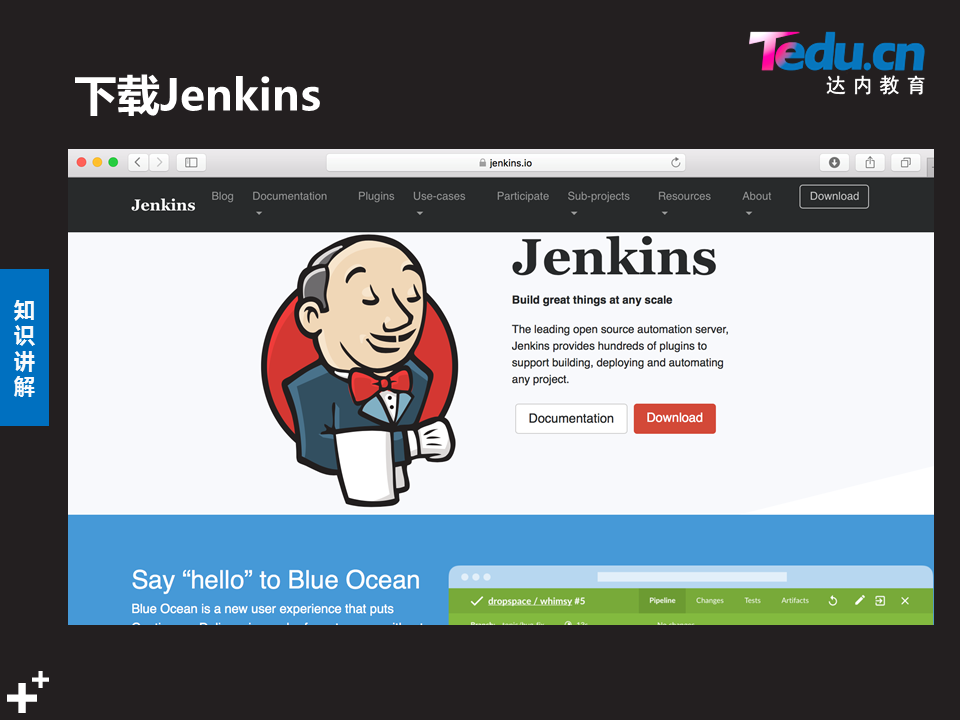 Tedu.cn
达内教育
下载Jenkins
jenkins.io
Jenkins
Blog
Documentation
Plugins
Use-cases
Participate
Sub-projects
Resources
About
Download
知识讲解
Jenkins
Build great things at any scale
The leading open source automation server,
Jenkins provides hundreds of plugins to
support building, deploying and automating
any project.
Documentation
Download
Say “hello” to Blue Ocean
Blue Ocean is a new user experience that puts
dropspace / whimsy #5
Pipeline
Changes
Tests
Artifacts